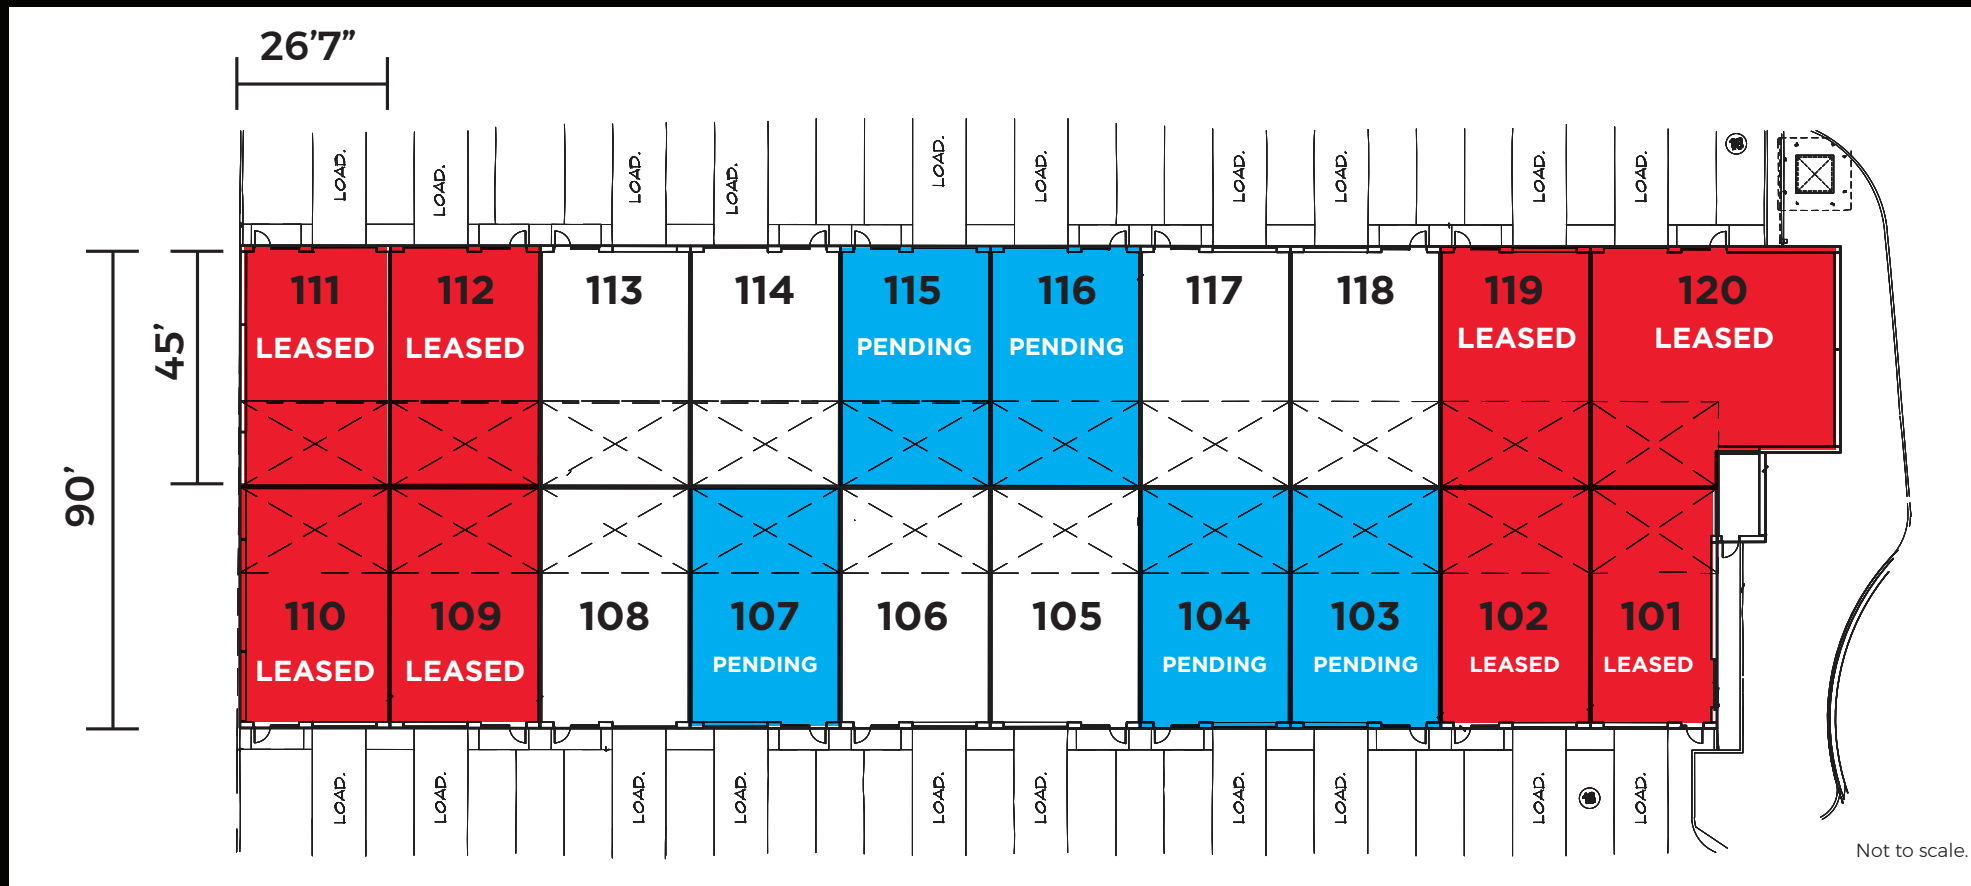 26’7”
LOAD. LOAD. LOAD. LOAD. LOAD. LOAD. LOAD. LOAD. LOAD. LOAD.
111 112 113 114 115 116 117 118 119 120
LEASED LEASED PENDING PENDING LEASED LEASED
45’
90’
110 109 108 107 106 105 104 103 102 101
LEASED LEASED PENDING PENDING PENDING LEASED LEASED
LOAD. LOAD. LOAD. LOAD. LOAD. LOAD. LOAD. LOAD. LOAD. LOAD.
Not to scale.